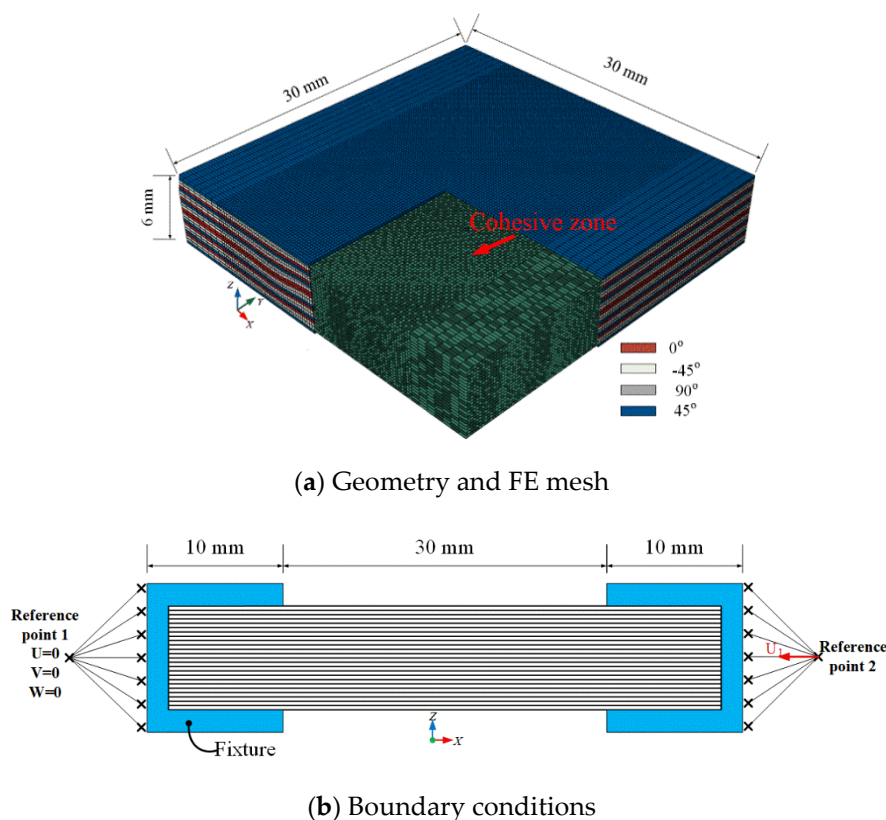 30 mm
30 mm
6 mm
Cohesive zone
Z
Y
X
0°
-45°
90°
45°
(a) Geometry and FE mesh
10 mm
30 mm
10 mm
Reference
point 1
U=0
V=0
W=0
U1
Reference
point 2
Z
X
Fixture
(b) Boundary conditions